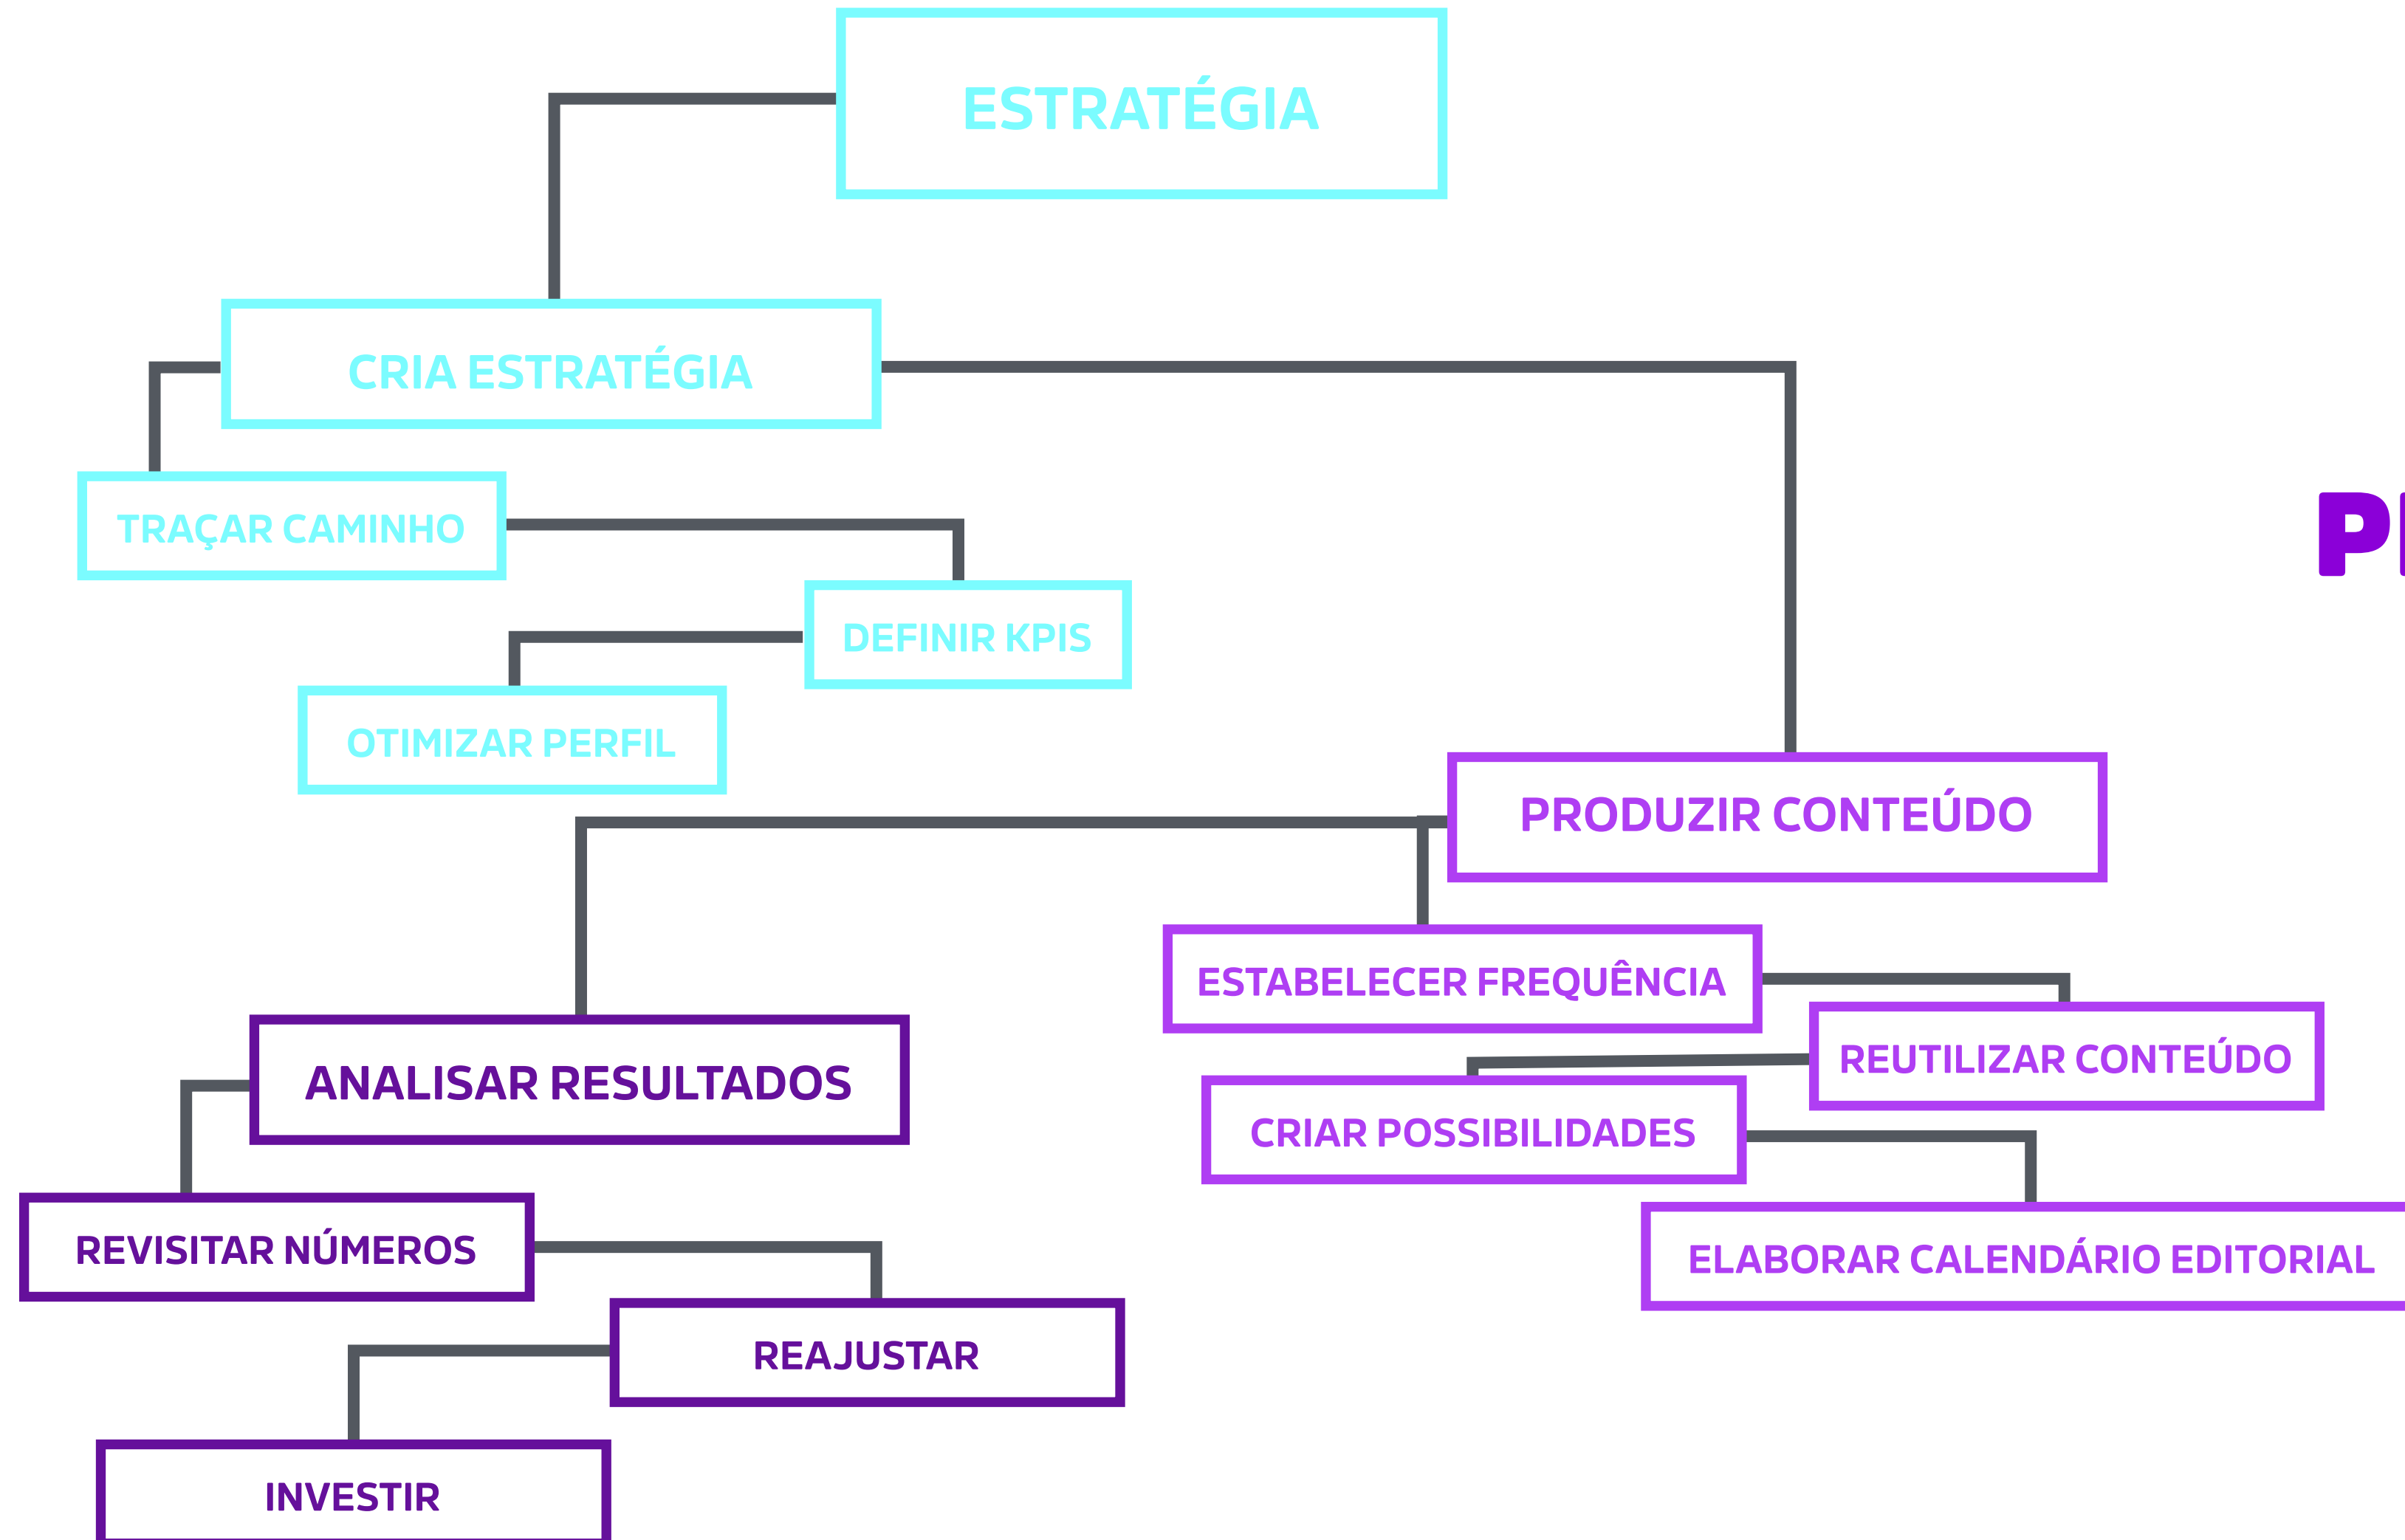 ESTRATÉGIA
CRIA ESTRATÉGIA
TRAÇAR CAMINHO
DEFINIR KPIS
OTIMIZAR PERFIL
PRODUZIR CONTEÚDO
ESTABELECER FREQUÊNCIA
REUTILIZAR CONTEÚDO
CRIAR POSSIBILIDADES
ELABORAR CALENDÁRIO EDITORIAL
ANALISAR RESULTADOS
REVISITAR NÚMEROS
REAJUSTAR
INVESTIR